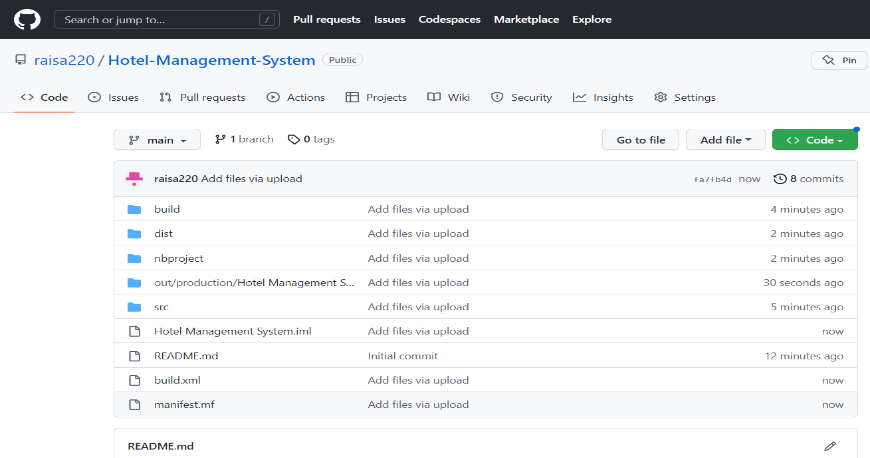 Search or jump to... / Pull requests Issues Codespaces Marketplace Explore
raisa220 / Hotel-Management-System Public Pin
<> Code Issues Pull requests Actions Projects Wiki Security Insights Settings
main 1 branch 0 tags Go to file Add file <> Code
raisa220 Add files via upload fa7fb4d now 8 commits
build Add files via upload 4 minutes ago
dist Add files via upload 2 minutes ago
nbproject Add files via upload 2 minutes ago
out/production/Hotel Management S... Add files via upload 30 seconds ago
src Add files via upload 5 minutes ago
Hotel Management System.iml Add files via upload now
README.md Initial commit 12 minutes ago
build.xml Add files via upload now
manifest.mf Add files via upload now
README.md